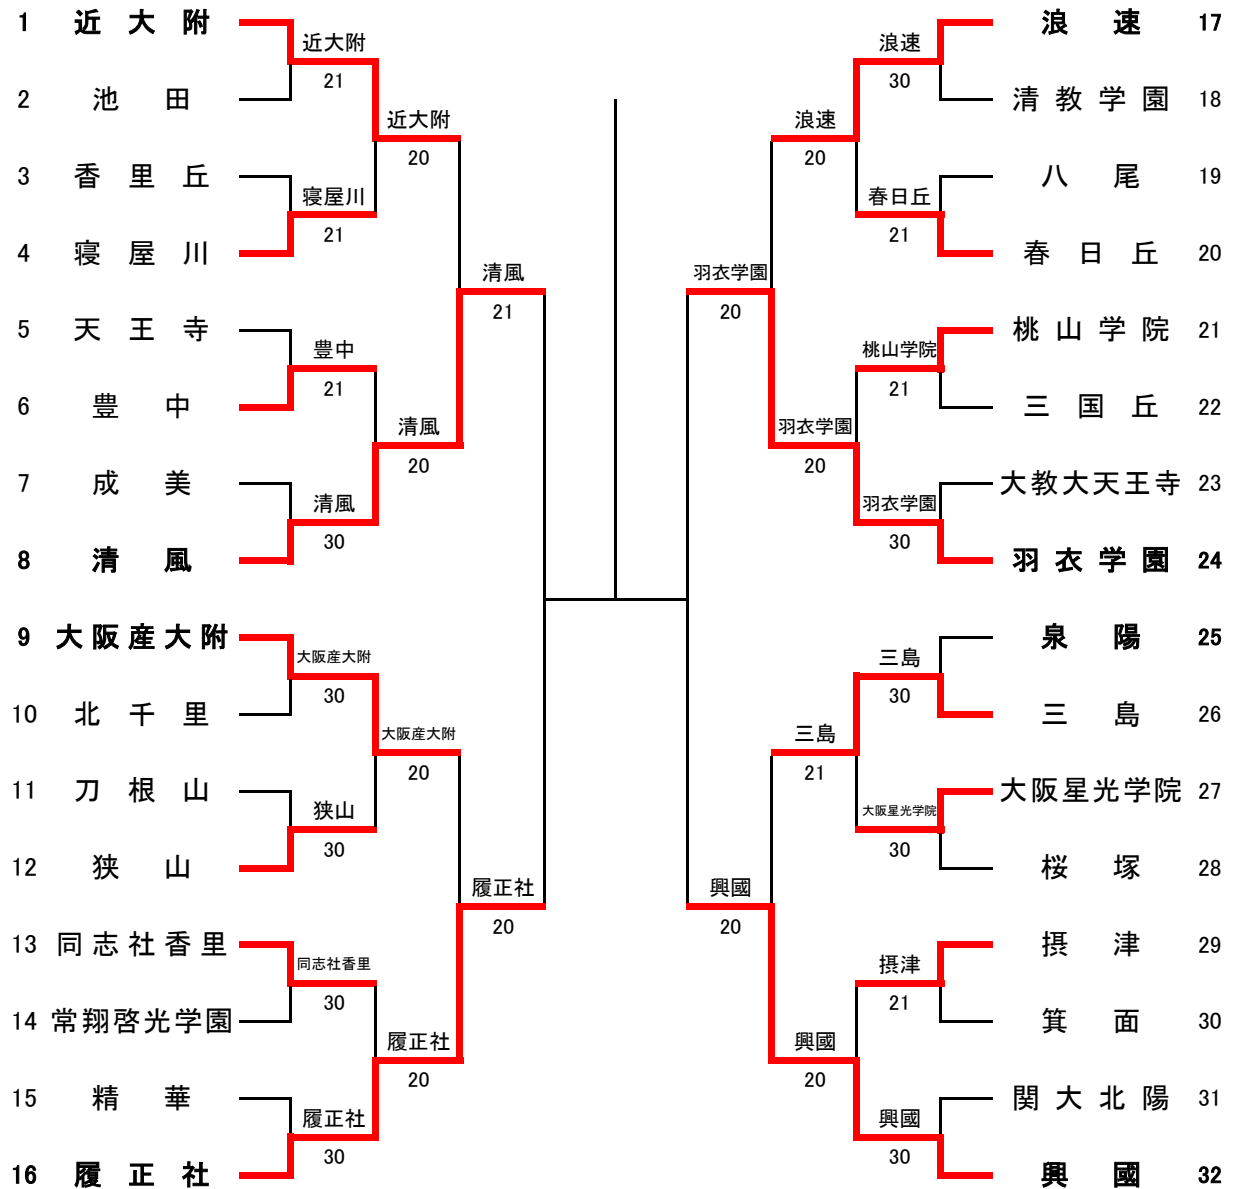 1 近大附
2 池田
3 香里丘
4 寝屋川
5 天王寺
6 豊中
7 成美
8 清風
9 大阪産大附
10 北千里
11 刀根山
12 狭山
13 同志社香里
14 常翔啓光学園
15 精華
16 履正社
近大附
21
寝屋川
21
豊中
21
清風
30
大阪産大附
30
狭山
30
同志社香里
30
履正社
30
近大附
20
清風
20
大阪産大附
20
履正社
20
清風
21
履正社
20
羽衣学園
20
興國
20
浪速
20
羽衣学園
20
三島
21
興國
20
浪速
30
春日丘
21
桃山学院
21
羽衣学園
30
三島
30
大阪星光学院
30
摂津
21
興國
30
浪速 17
清教学園 18
八尾 19
春日丘 20
桃山学院 21
三国丘 22
大教大天王寺 23
羽衣学園 24
泉陽 25
三島 26
大阪星光学院 27
桜塚 28
摂津 29
箕面 30
関大北陽 31
興國 32